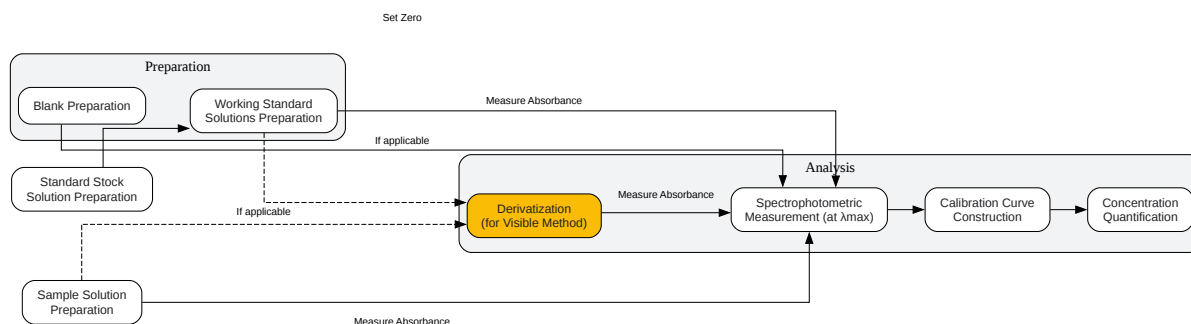 Set Zero
Preparation
Blank Preparation
Working Standard
Solutions Preparation
Measure Absorbance
If applicable
Standard Stock
Solution Preparation
Analysis
Derivatization
(for Visible Method)
Measure Absorbance
Spectrophotometric
Measurement (at λmax)
Calibration Curve
Construction
Concentration
Quantification
If applicable
Sample Solution
Preparation
Measure Absorbance